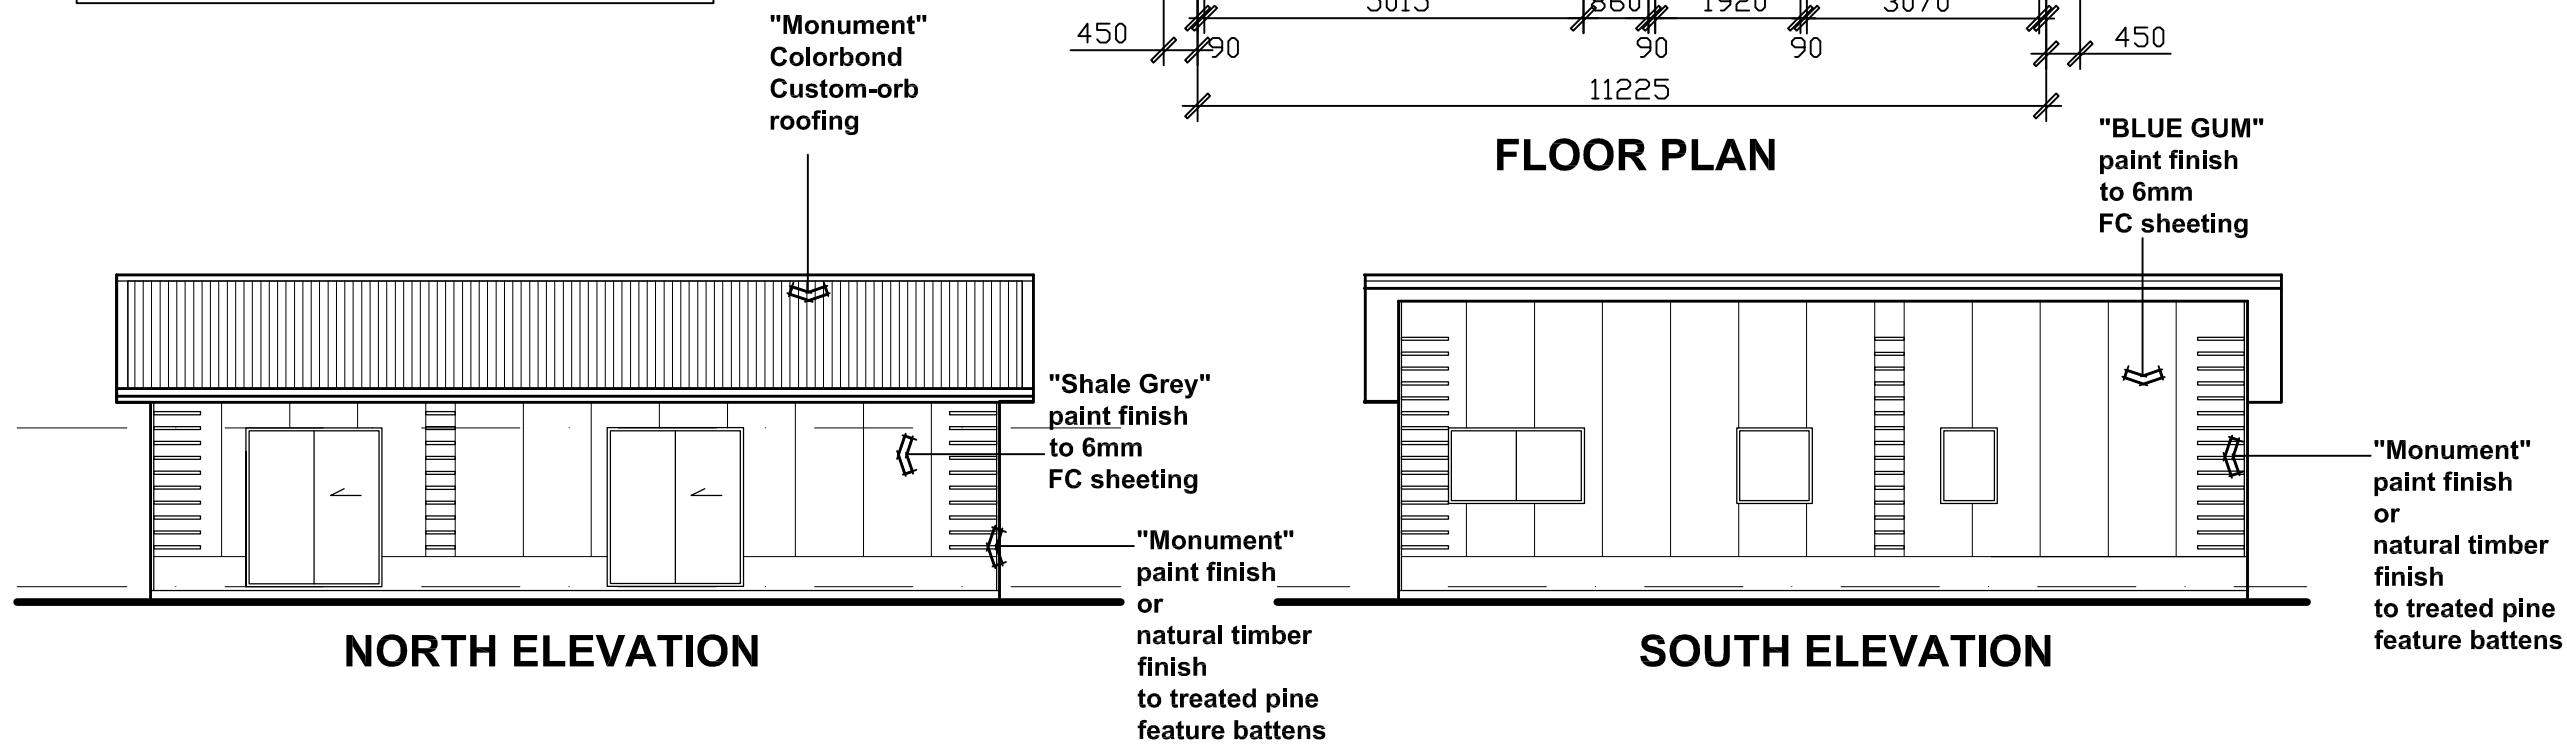 "Monument"
Colorbond
Custom-orb
roofing
1920
3070
450
90
90
90
450
11225
FLOOR PLAN
"BLUE GUM"
paint finish
to 6mm
FC sheeting
"Shale Grey"
paint finish
to 6mm
FC sheeting
"Monument"
paint finish
or
natural timber
finish
to treated pine
feature battens
"Monument"
paint finish
or
natural timber
finish
to treated pine
feature battens
NORTH ELEVATION
SOUTH ELEVATION